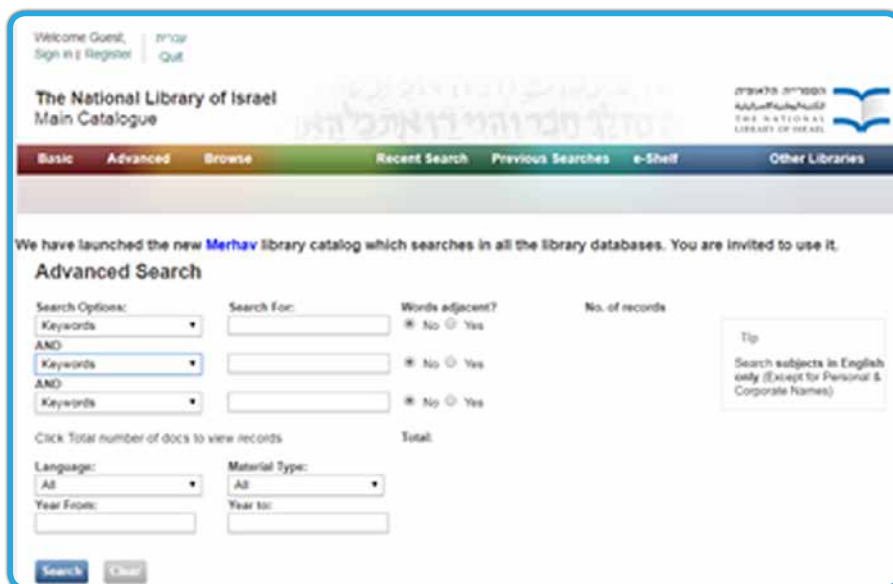 Welcome Guest, עברית
Sign in | Register Quit
The National Library of Israel
Main Catalogue
הספרייה הלאומית
THE NATIONAL
LIBRARY OF ISRAEL
Basic Advanced Browse Recent Search Previous Searches e-Shelf Other Libraries
We have launched the new Merhav library catalog which searches in all the library databases. You are invited to use it.
Advanced Search
Search Options: Search For: Words adjacent? No. of records
Keywords No Yes
AND
Keywords No Yes
AND
Keywords No Yes
Tip
Search subjects in English
only (Except for Personal &
Corporate Names)
Click Total number of docs to view records Total:
Language: Material Type:
All All
Year From: Year to:
Search Clear